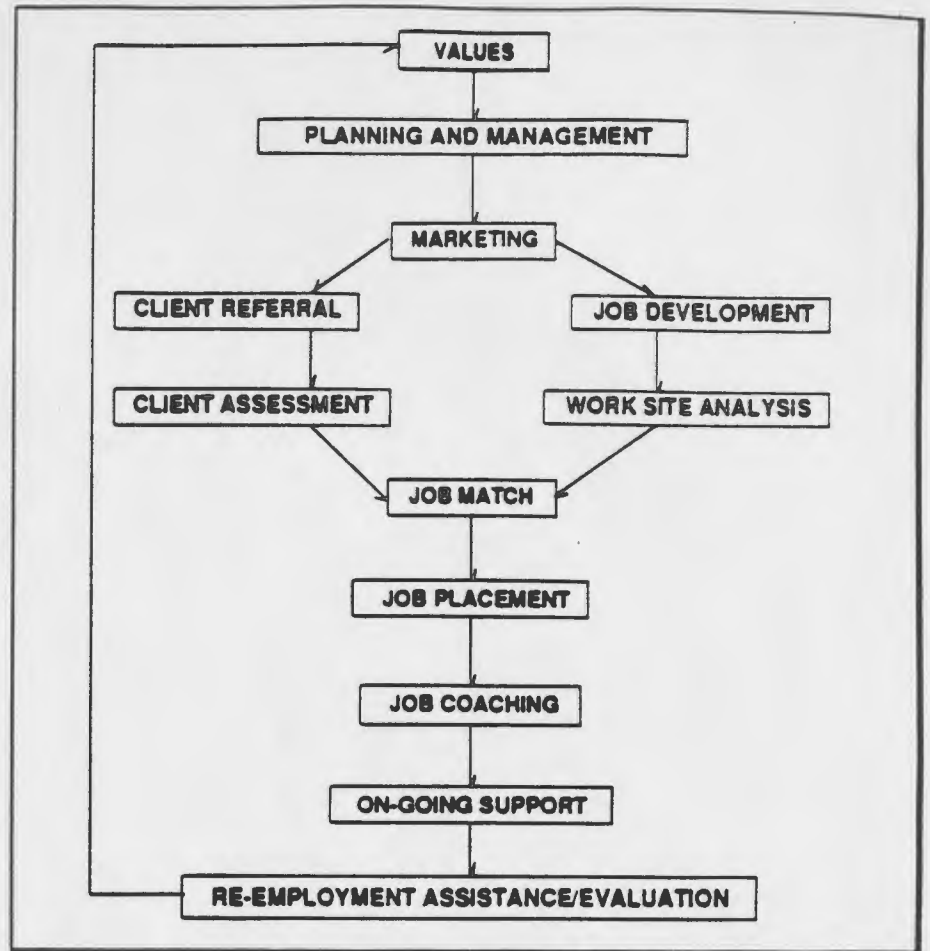 VALUES
PLANNING AND MANAGEMENT
MARKETING
CLIENT REFERRAL
JOB DEVELOPMENT
CLIENT ASSESSMENT
WORK SITE ANALYSIS
JOB MATCH
JOB PLACEMENT
JOB COACHING
ON-GOING SUPPORT
RE-EMPLOYMENT ASSISTANCE/EVALUATION